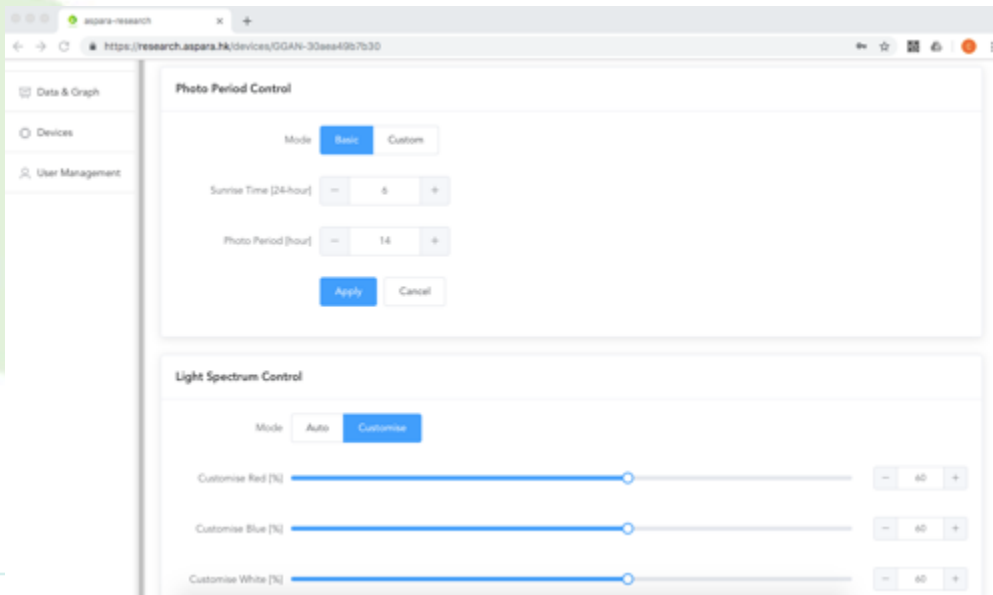 aspara-research
https://research.aspara.hk/devices/GGAN-30aea49b7b30
Data & Graph
Devices
User Management
Photo Period Control
Mode Basic Custom
Sunrise Time [24-hour] − 6 +
Photo Period [hour] − 14 +
Apply Cancel
Light Spectrum Control
Mode Auto Customise
Customise Red [%] − 60 +
Customise Blue [%] − 60 +
Customise White [%] − 60 +